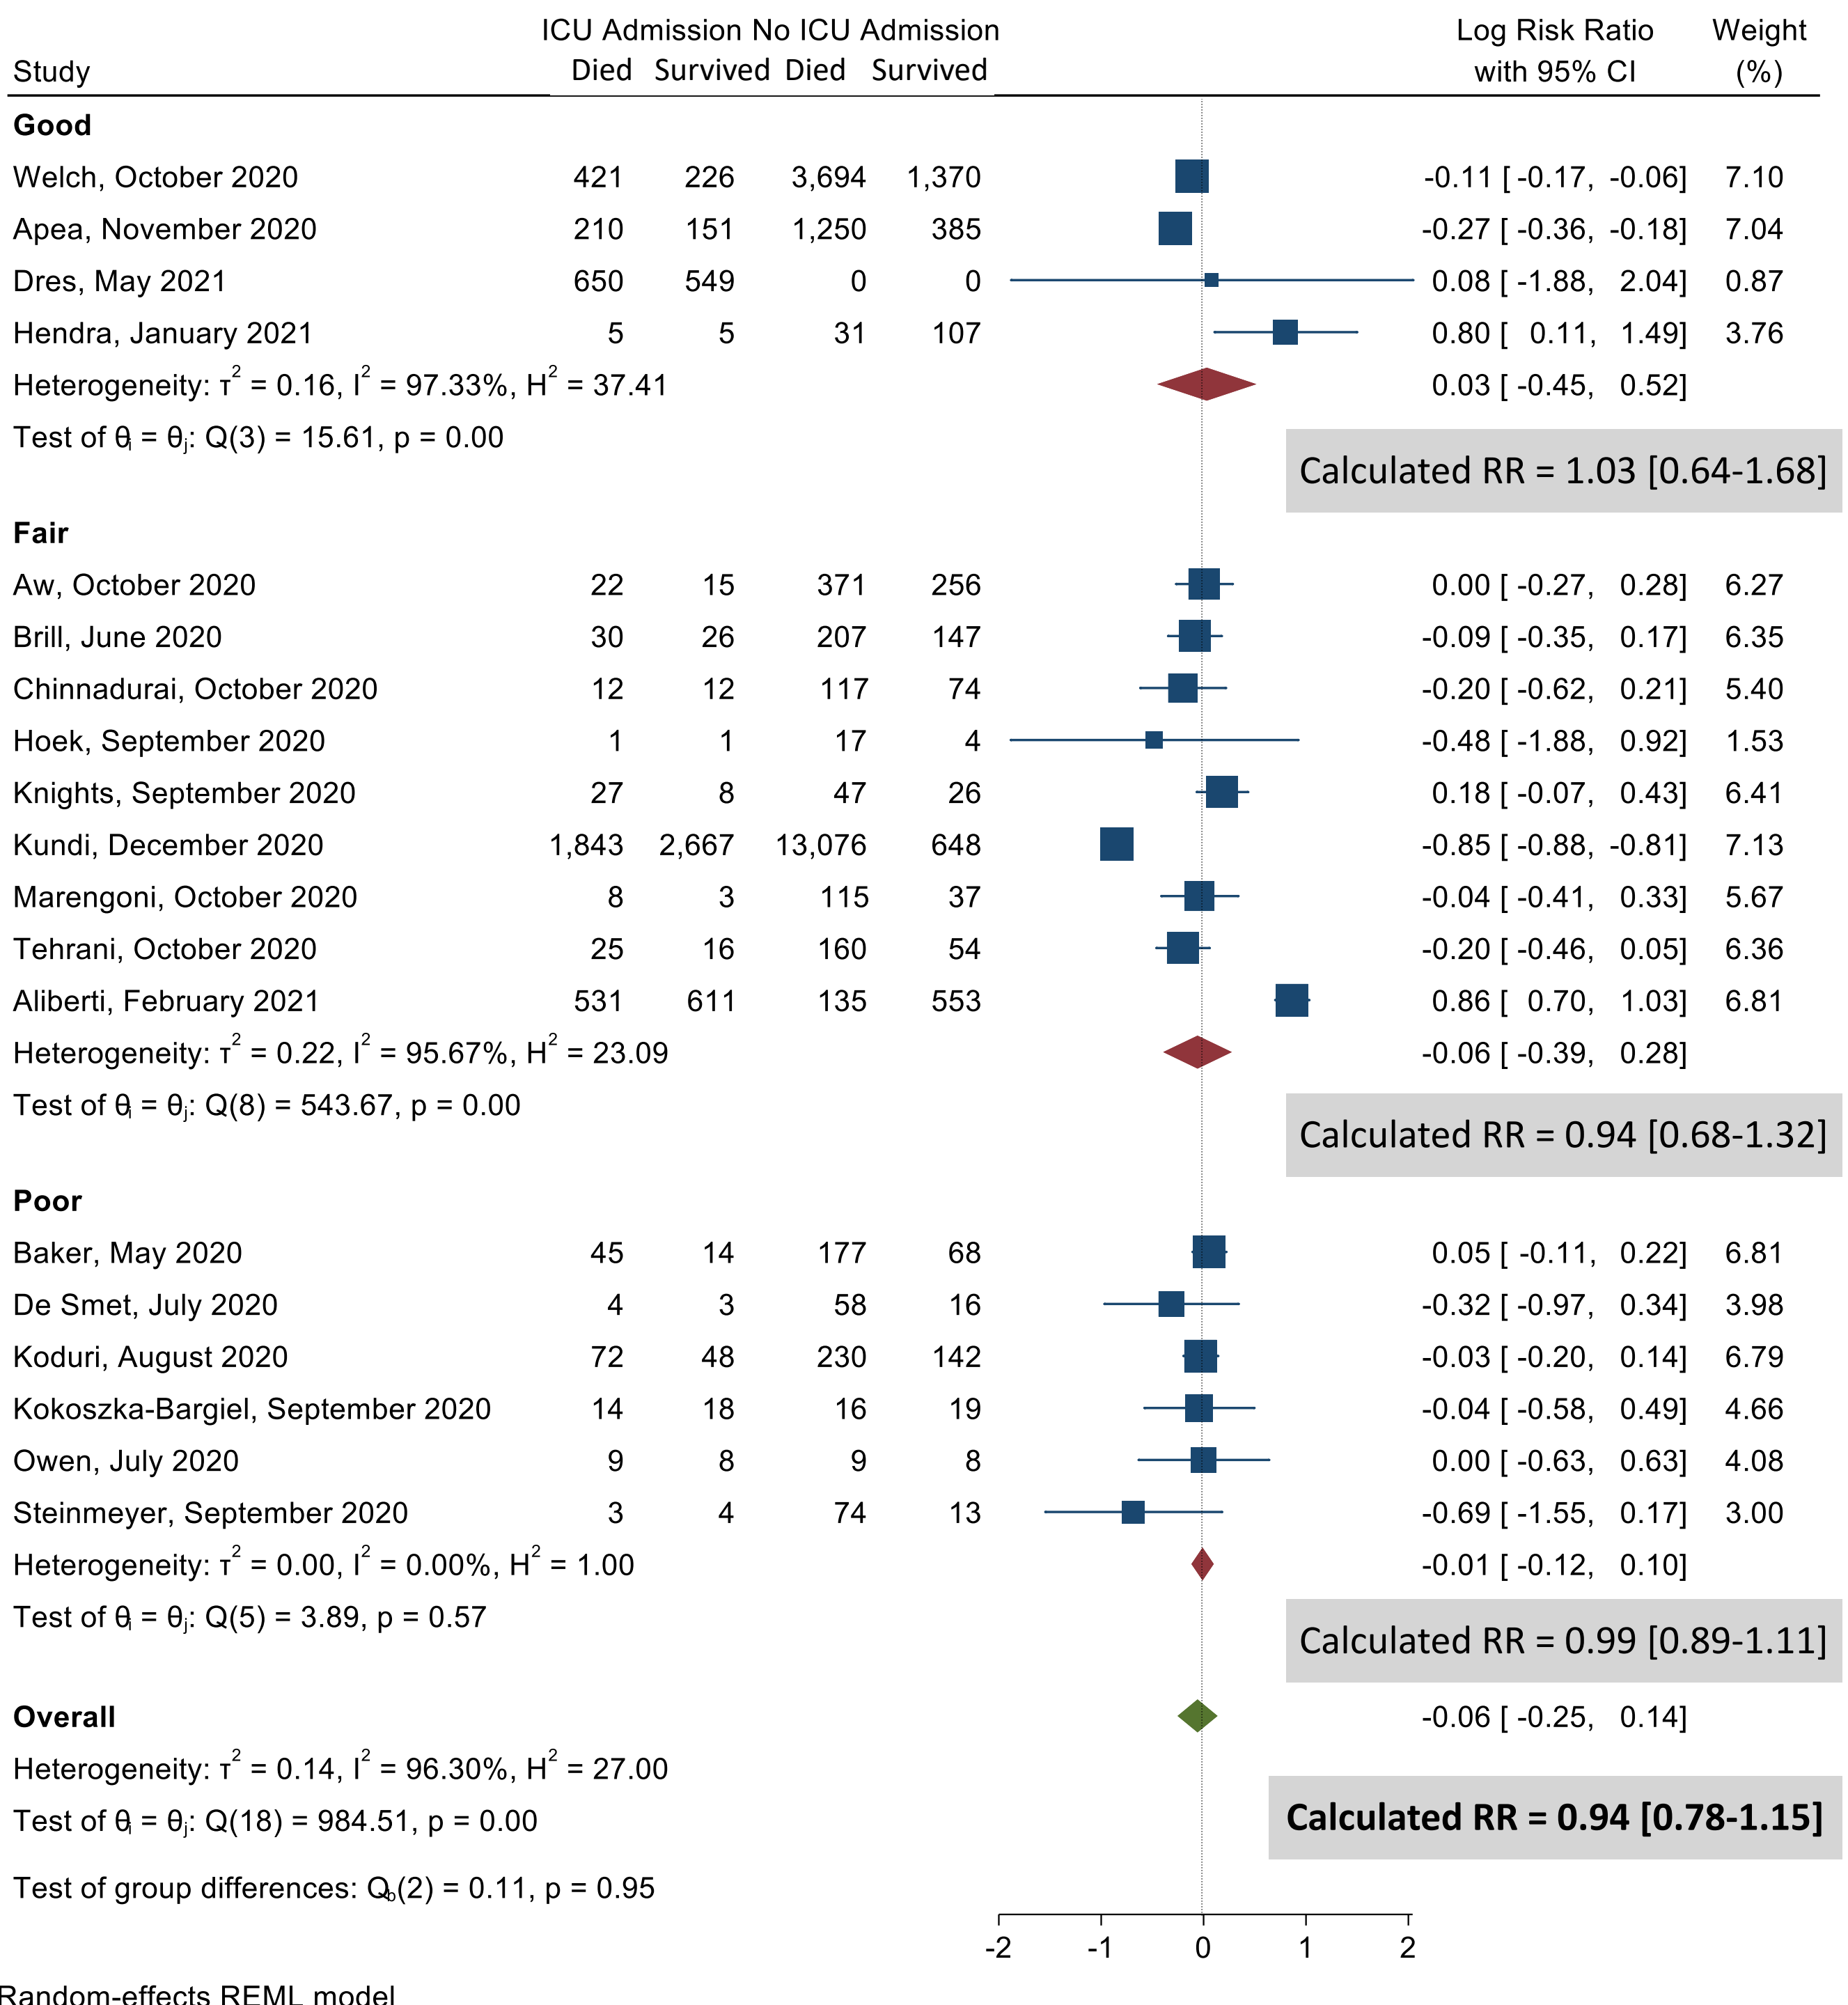 ICU Admission No ICU Admission Log Risk Ratio Weight
Study Died Survived Died Survived with 95% CI (%)
Good
Welch, October 2020 421 226 3,694 1,370 -0.11 [ -0.17, -0.06] 7.10
Apea, November 2020 210 151 1,250 385 -0.27 [ -0.36, -0.18] 7.04
Dres, May 2021 650 549 0 0 0.08 [ -1.88, 2.04] 0.87
Hendra, January 2021 5 5 31 107 0.80 [ 0.11, 1.49] 3.76
Heterogeneity: τ² = 0.16, I² = 97.33%, H² = 37.41 0.03 [ -0.45, 0.52]
Test of θᵢ = θⱼ: Q(3) = 15.61, p = 0.00
Calculated RR = 1.03 [0.64-1.68]
Fair
Aw, October 2020 22 15 371 256 0.00 [ -0.27, 0.28] 6.27
Brill, June 2020 30 26 207 147 -0.09 [ -0.35, 0.17] 6.35
Chinnadurai, October 2020 12 12 117 74 -0.20 [ -0.62, 0.21] 5.40
Hoek, September 2020 1 1 17 4 -0.48 [ -1.88, 0.92] 1.53
Knights, September 2020 27 8 47 26 0.18 [ -0.07, 0.43] 6.41
Kundi, December 2020 1,843 2,667 13,076 648 -0.85 [ -0.88, -0.81] 7.13
Marengoni, October 2020 8 3 115 37 -0.04 [ -0.41, 0.33] 5.67
Tehrani, October 2020 25 16 160 54 -0.20 [ -0.46, 0.05] 6.36
Aliberti, February 2021 531 611 135 553 0.86 [ 0.70, 1.03] 6.81
Heterogeneity: τ² = 0.22, I² = 95.67%, H² = 23.09 -0.06 [ -0.39, 0.28]
Test of θᵢ = θⱼ: Q(8) = 543.67, p = 0.00
Calculated RR = 0.94 [0.68-1.32]
Poor
Baker, May 2020 45 14 177 68 0.05 [ -0.11, 0.22] 6.81
De Smet, July 2020 4 3 58 16 -0.32 [ -0.97, 0.34] 3.98
Koduri, August 2020 72 48 230 142 -0.03 [ -0.20, 0.14] 6.79
Kokoszka-Bargiel, September 2020 14 18 16 19 -0.04 [ -0.58, 0.49] 4.66
Owen, July 2020 9 8 9 8 0.00 [ -0.63, 0.63] 4.08
Steinmeyer, September 2020 3 4 74 13 -0.69 [ -1.55, 0.17] 3.00
Heterogeneity: τ² = 0.00, I² = 0.00%, H² = 1.00 -0.01 [ -0.12, 0.10]
Test of θᵢ = θⱼ: Q(5) = 3.89, p = 0.57
Calculated RR = 0.99 [0.89-1.11]
Overall -0.06 [ -0.25, 0.14]
Heterogeneity: τ² = 0.14, I² = 96.30%, H² = 27.00
Test of θᵢ = θⱼ: Q(18) = 984.51, p = 0.00
Calculated RR = 0.94 [0.78-1.15]
Test of group differences: Q_b(2) = 0.11, p = 0.95
-2 -1 0 1 2
Random-effects REML model